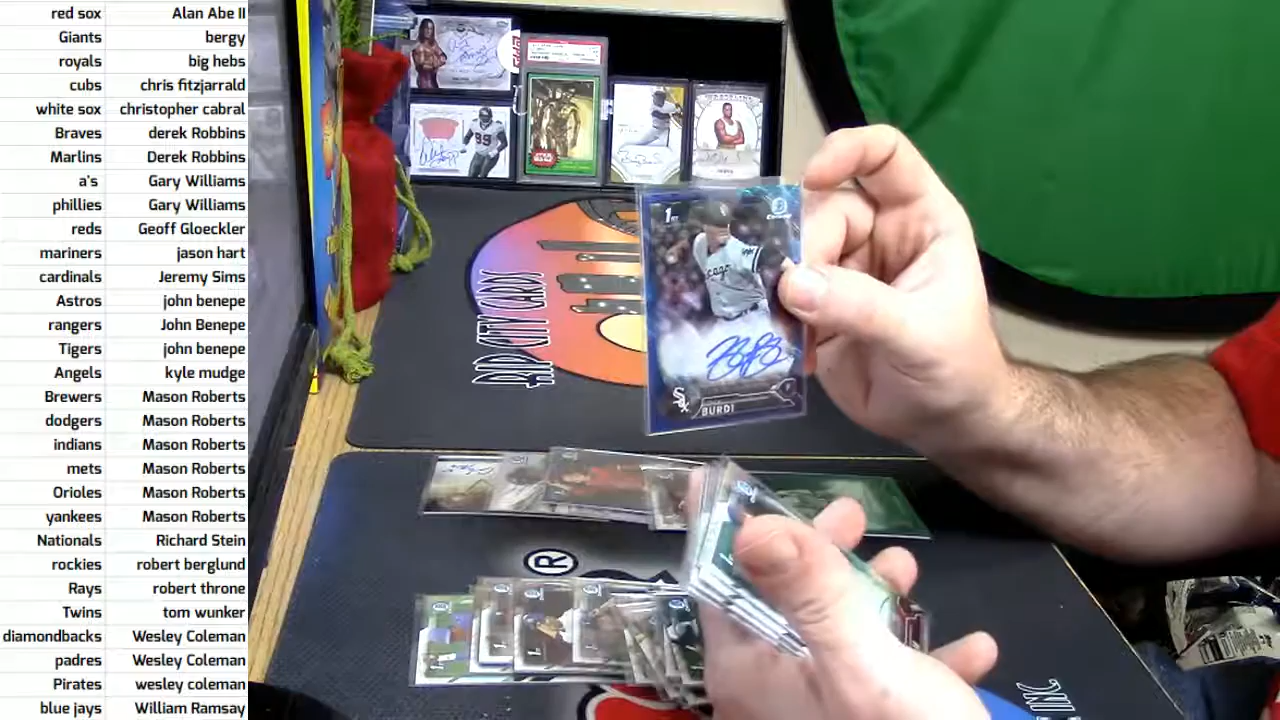 red sox Alan Abe II
Giants bergy
royals big hebs
cubs chris fitzjarrald
white sox christopher cabral
Braves derek Robbins
Marlins Derek Robbins
a's Gary Williams
phillies Gary Williams
reds Geoff Gloeckler
mariners jason hart
cardinals Jeremy Sims
Astros john benepe
rangers John Benepe
Tigers john benepe
Angels kyle mudge
Brewers Mason Roberts
dodgers Mason Roberts
indians Mason Roberts
mets Mason Roberts
Orioles Mason Roberts
yankees Mason Roberts
Nationals Richard Stein
rockies robert berglund
Rays robert throne
Twins tom wunker
diamondbacks Wesley Coleman
padres Wesley Coleman
Pirates wesley coleman
blue jays William Ramsay
99
STAR WARS
1st
BURDI
RIP CITY CARDS
®
INC